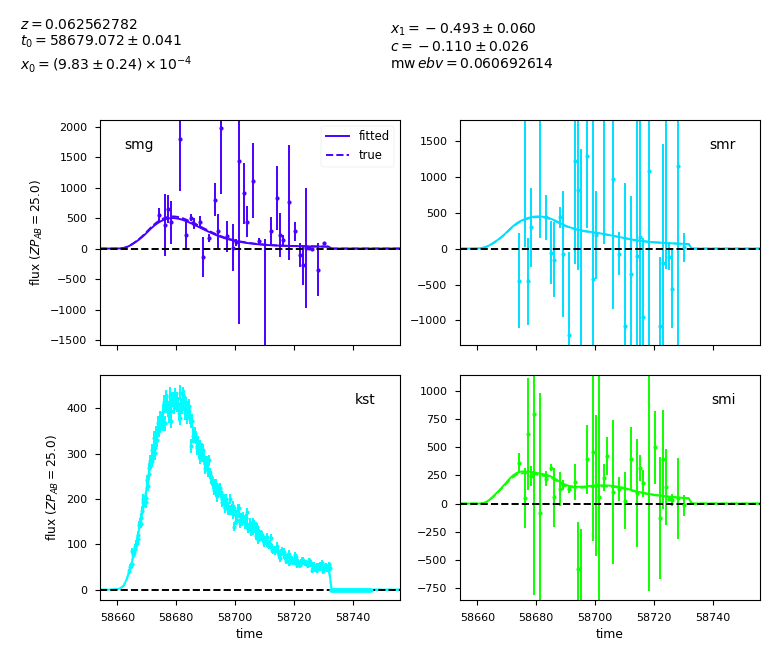 z = 0.062562782
t₀ = 58679.072 ± 0.041
x₀ = (9.83 ± 0.24) × 10⁻⁴
x₁ = −0.493 ± 0.060
c = −0.110 ± 0.026
mw ebv = 0.060692614
smg
fitted
true
2000
1500
1000
500
0
−500
−1000
−1500
flux (ZP_AB = 25.0)
smr
1500
1000
500
0
−500
−1000
kst
400
300
200
100
0
flux (ZP_AB = 25.0)
58660 58680 58700 58720 58740
time
smi
1000
750
500
250
0
−250
−500
−750
58660 58680 58700 58720 58740
time